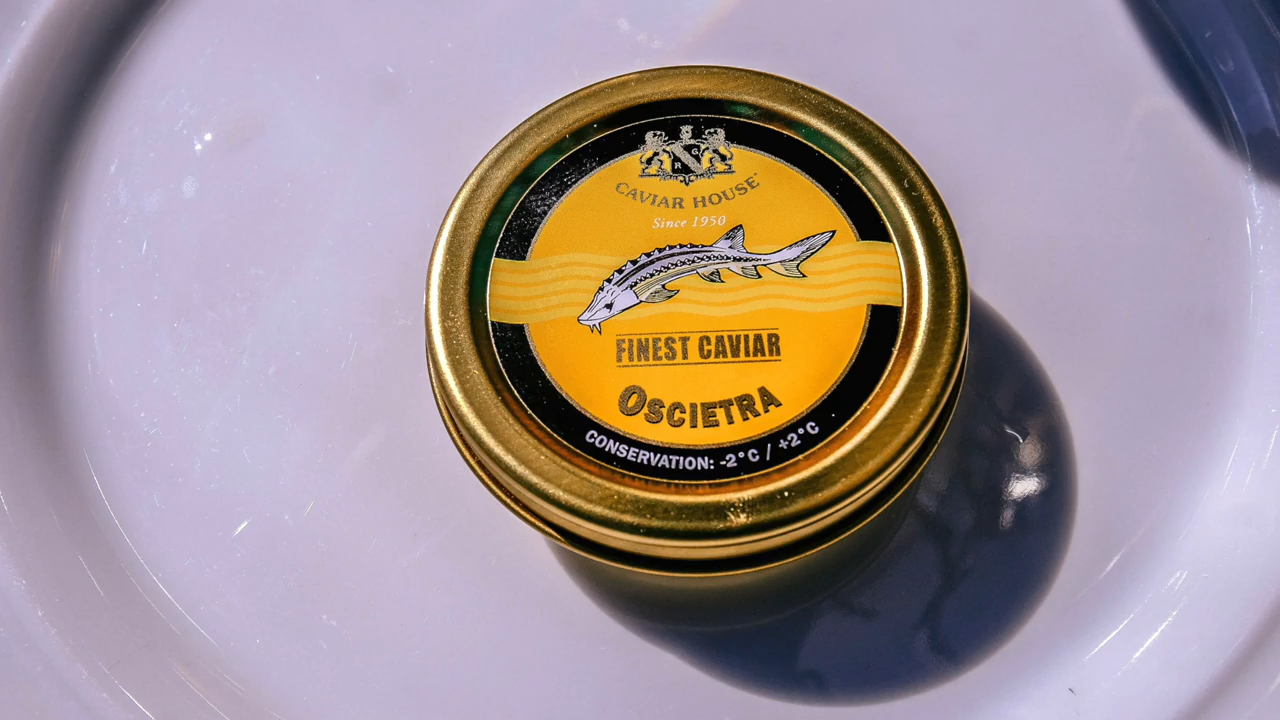 R G
CAVIAR HOUSE
Since 1950
FINEST CAVIAR
OSCIETRA
CONSERVATION: -2°C / +2°C